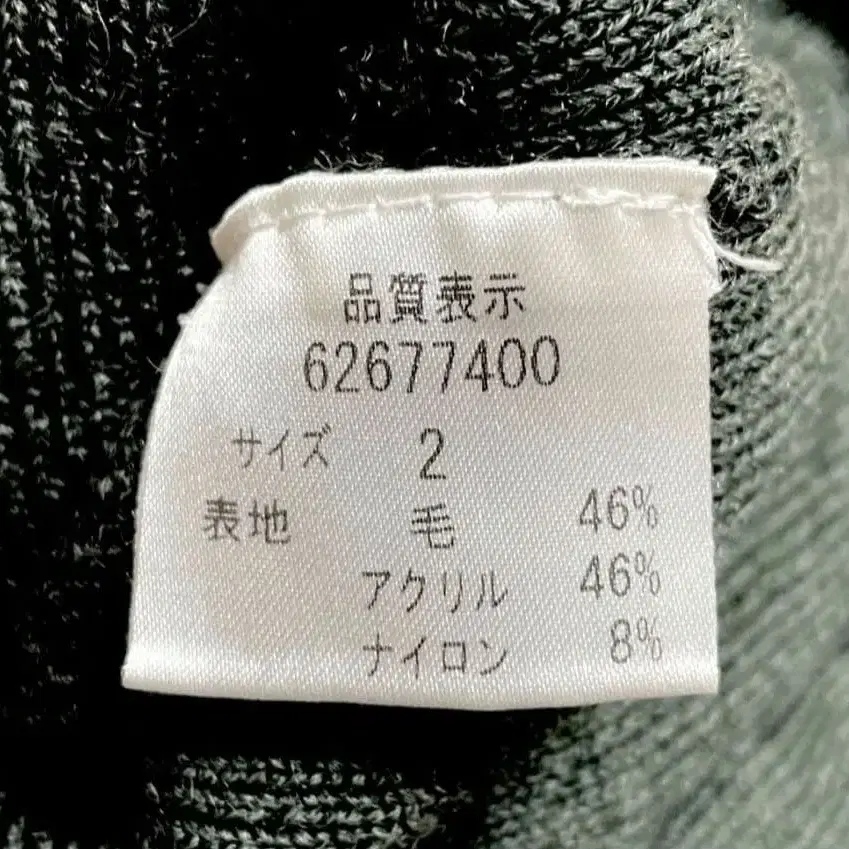 品質表示
62677400
サイズ 2
表地 毛 46%
アクリル 46%
ナイロン 8%